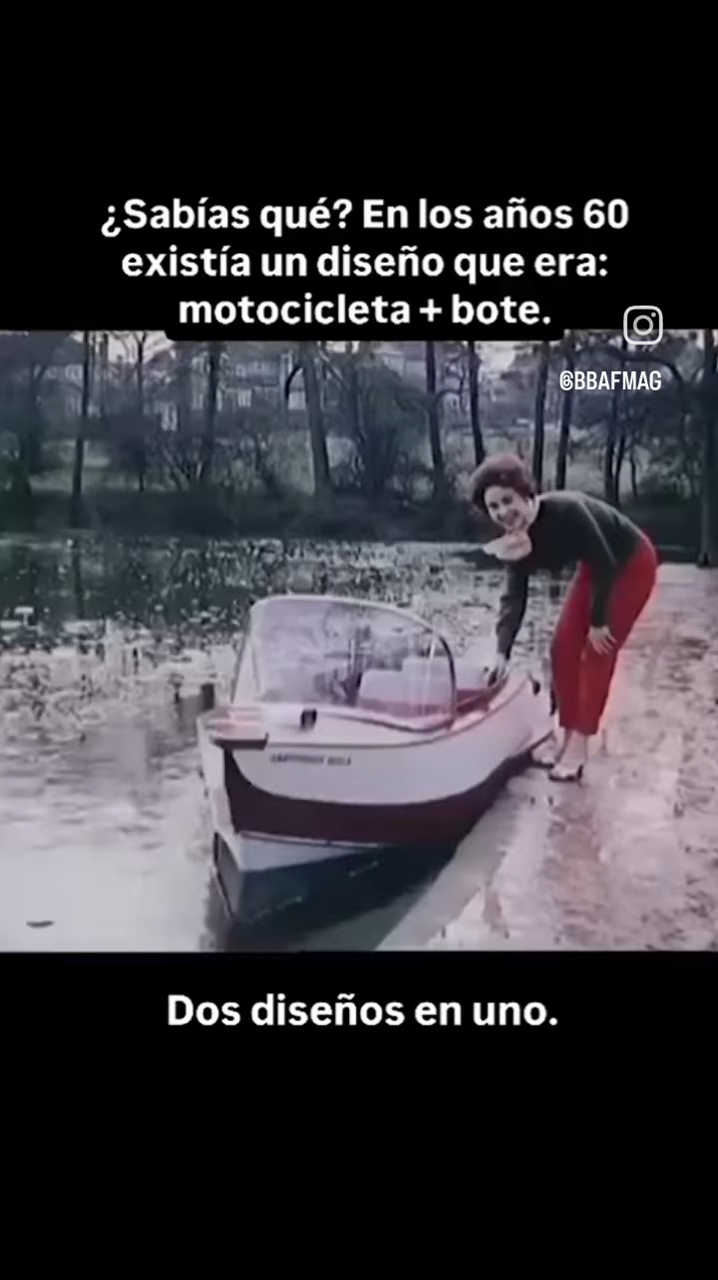 ¿Sabías qué? En los años 60
existía un diseño que era:
motocicleta + bote.
@BBAFMAG
Dos diseños en uno.